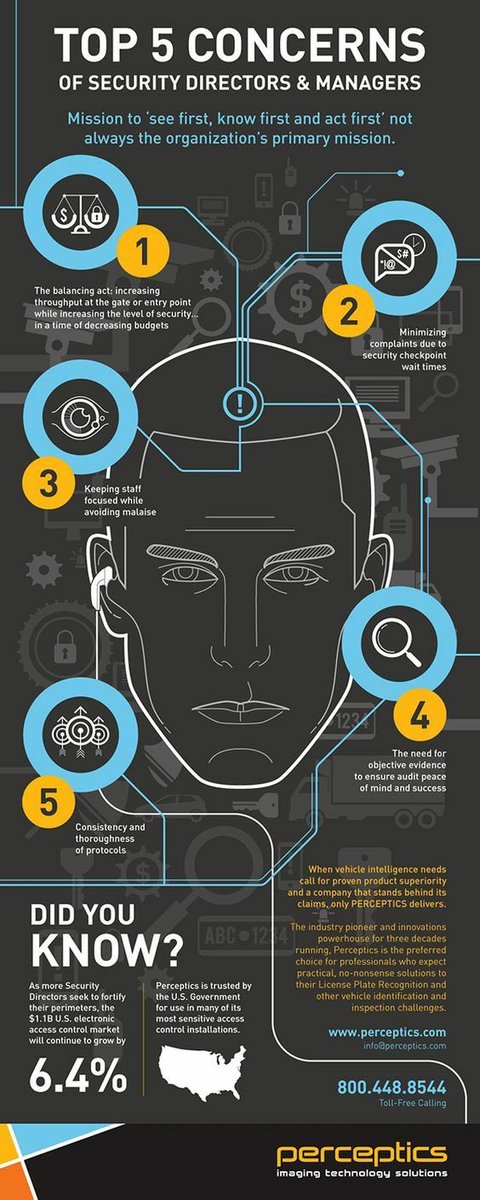 TOP 5 CONCERNS
OF SECURITY DIRECTORS & MANAGERS
Mission to ‘see first, know first and act first’ not
always the organization’s primary mission.
$
1
The balancing act: increasing
throughput at the gate or entry point
while increasing the level of security...
in a time of decreasing budgets
$#
*!@
$
2
Minimizing
complaints due to
security checkpoint
wait times
!
3
Keeping staff
focused while
avoiding malaise
1234
4
The need for
objective evidence
to ensure audit peace
of mind and success
5
Consistency and
thoroughness
of protocols
When vehicle intelligence needs
call for proven product superiority
and a company that stands behind its
claims, only PERCEPTICS delivers.
The industry pioneer and innovations
powerhouse for three decades
running, Perceptics is the preferred
choice for professionals who expect
practical, no-nonsense solutions to
their License Plate Recognition and
other vehicle identification and
inspection challenges.
www.perceptics.com
info@perceptics.com
800.448.8544
Toll-Free Calling
ABC•1234
DID YOU
KNOW?
As more Security
Directors seek to fortify
their perimeters, the
$1.1B U.S. electronic
access control market
will continue to grow by
6.4%
Perceptics is trusted by
the U.S. Government
for use in many of its
most sensitive access
control installations.
perceptics
imaging technology solutions